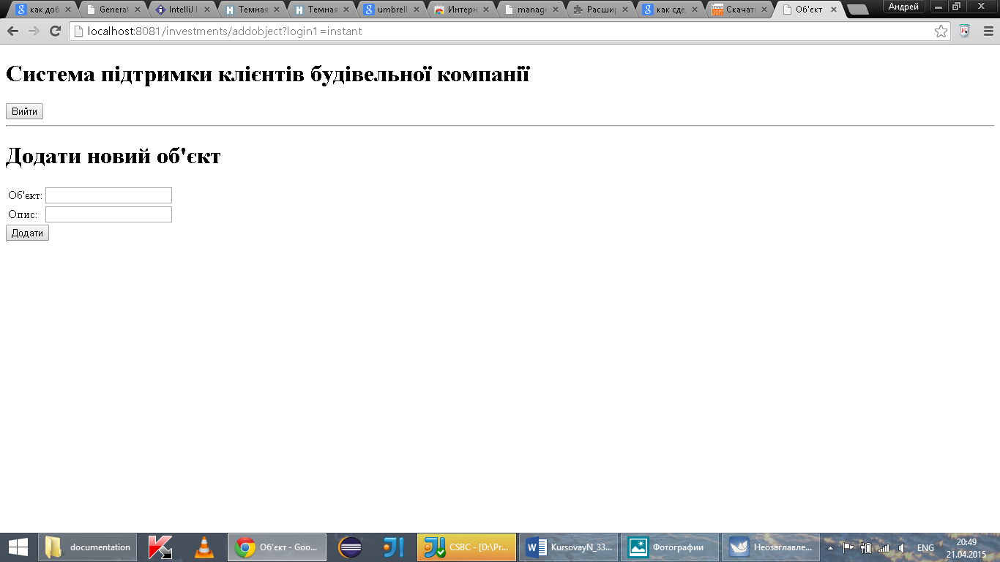 как доб
Generat
IntelliJ I
Темная
Темная
umbrell
Интерн
manag
Расшир
как сде
Скачать
Об'єкт
Андрей
localhost:8081/investments/addobject?login1=instant
Система підтримки клієнтів будівельної компанії
Вийти
Додати новий об'єкт
Об'єкт:
Опис:
Додати
documentation
Об'єкт - Goo...
CSBC - [D:\Pr...
KursovayN_33...
Фотографии
Неозаглавле...
ENG
20:49
21.04.2015